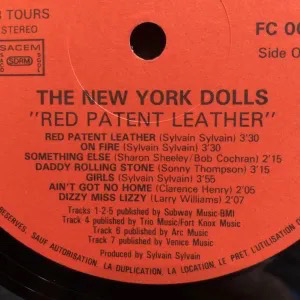 3 TOURS
STEREO
SACEM
SDRM
FC 00
Side O
THE NEW YORK DOLLS
"RED PATENT LEATHER"
RED PATENT LEATHER (Sylvain Sylvain) 3'30
ON FIRE (Sylvain Sylvain) 3'30
SOMETHING ELSE (Sharon Sheeley/Bob Cochran) 2'15
DADDY ROLLING STONE (Sonny Thompson) 3'15
GIRLS (Sylvain Sylvain) 3'55
AIN'T GOT NO HOME (Clarence Henry) 2'05
DIZZY MISS LIZZY (Larry Williams) 2'07
Tracks 1-2-5 published by Subway Music-BMI
Track 4 published by Trio Music/Fort Knox Music
Track 6 published by Arc Music
Track 7 published by Venice Music
Produced by Sylvain Sylvain
RESERVES. SAUF AUTORISATION, LA DUPLICATION, LA LOCATION, LE PRET, L'UTILISATION